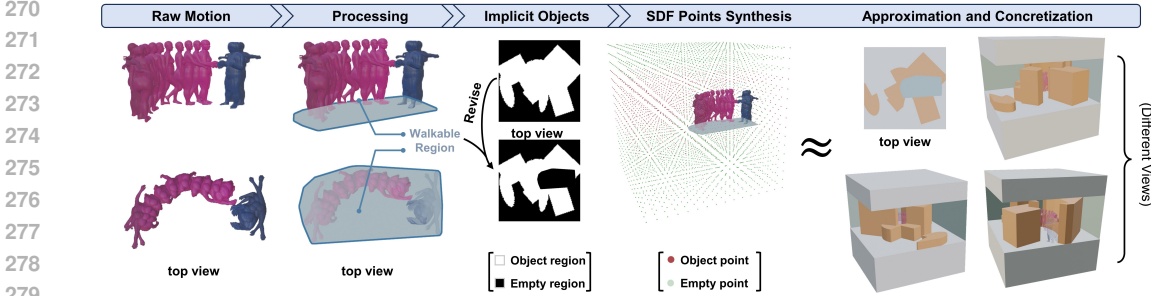 270
271
272
273
274
275
276
277
278
279
Raw Motion
Processing
Implicit Objects
SDF Points Synthesis
Approximation and Concretization
Walkable
Region
Revise
top view
top view
top view
top view
Object region
Empty region
Object point
Empty point
≈
(Different Views)